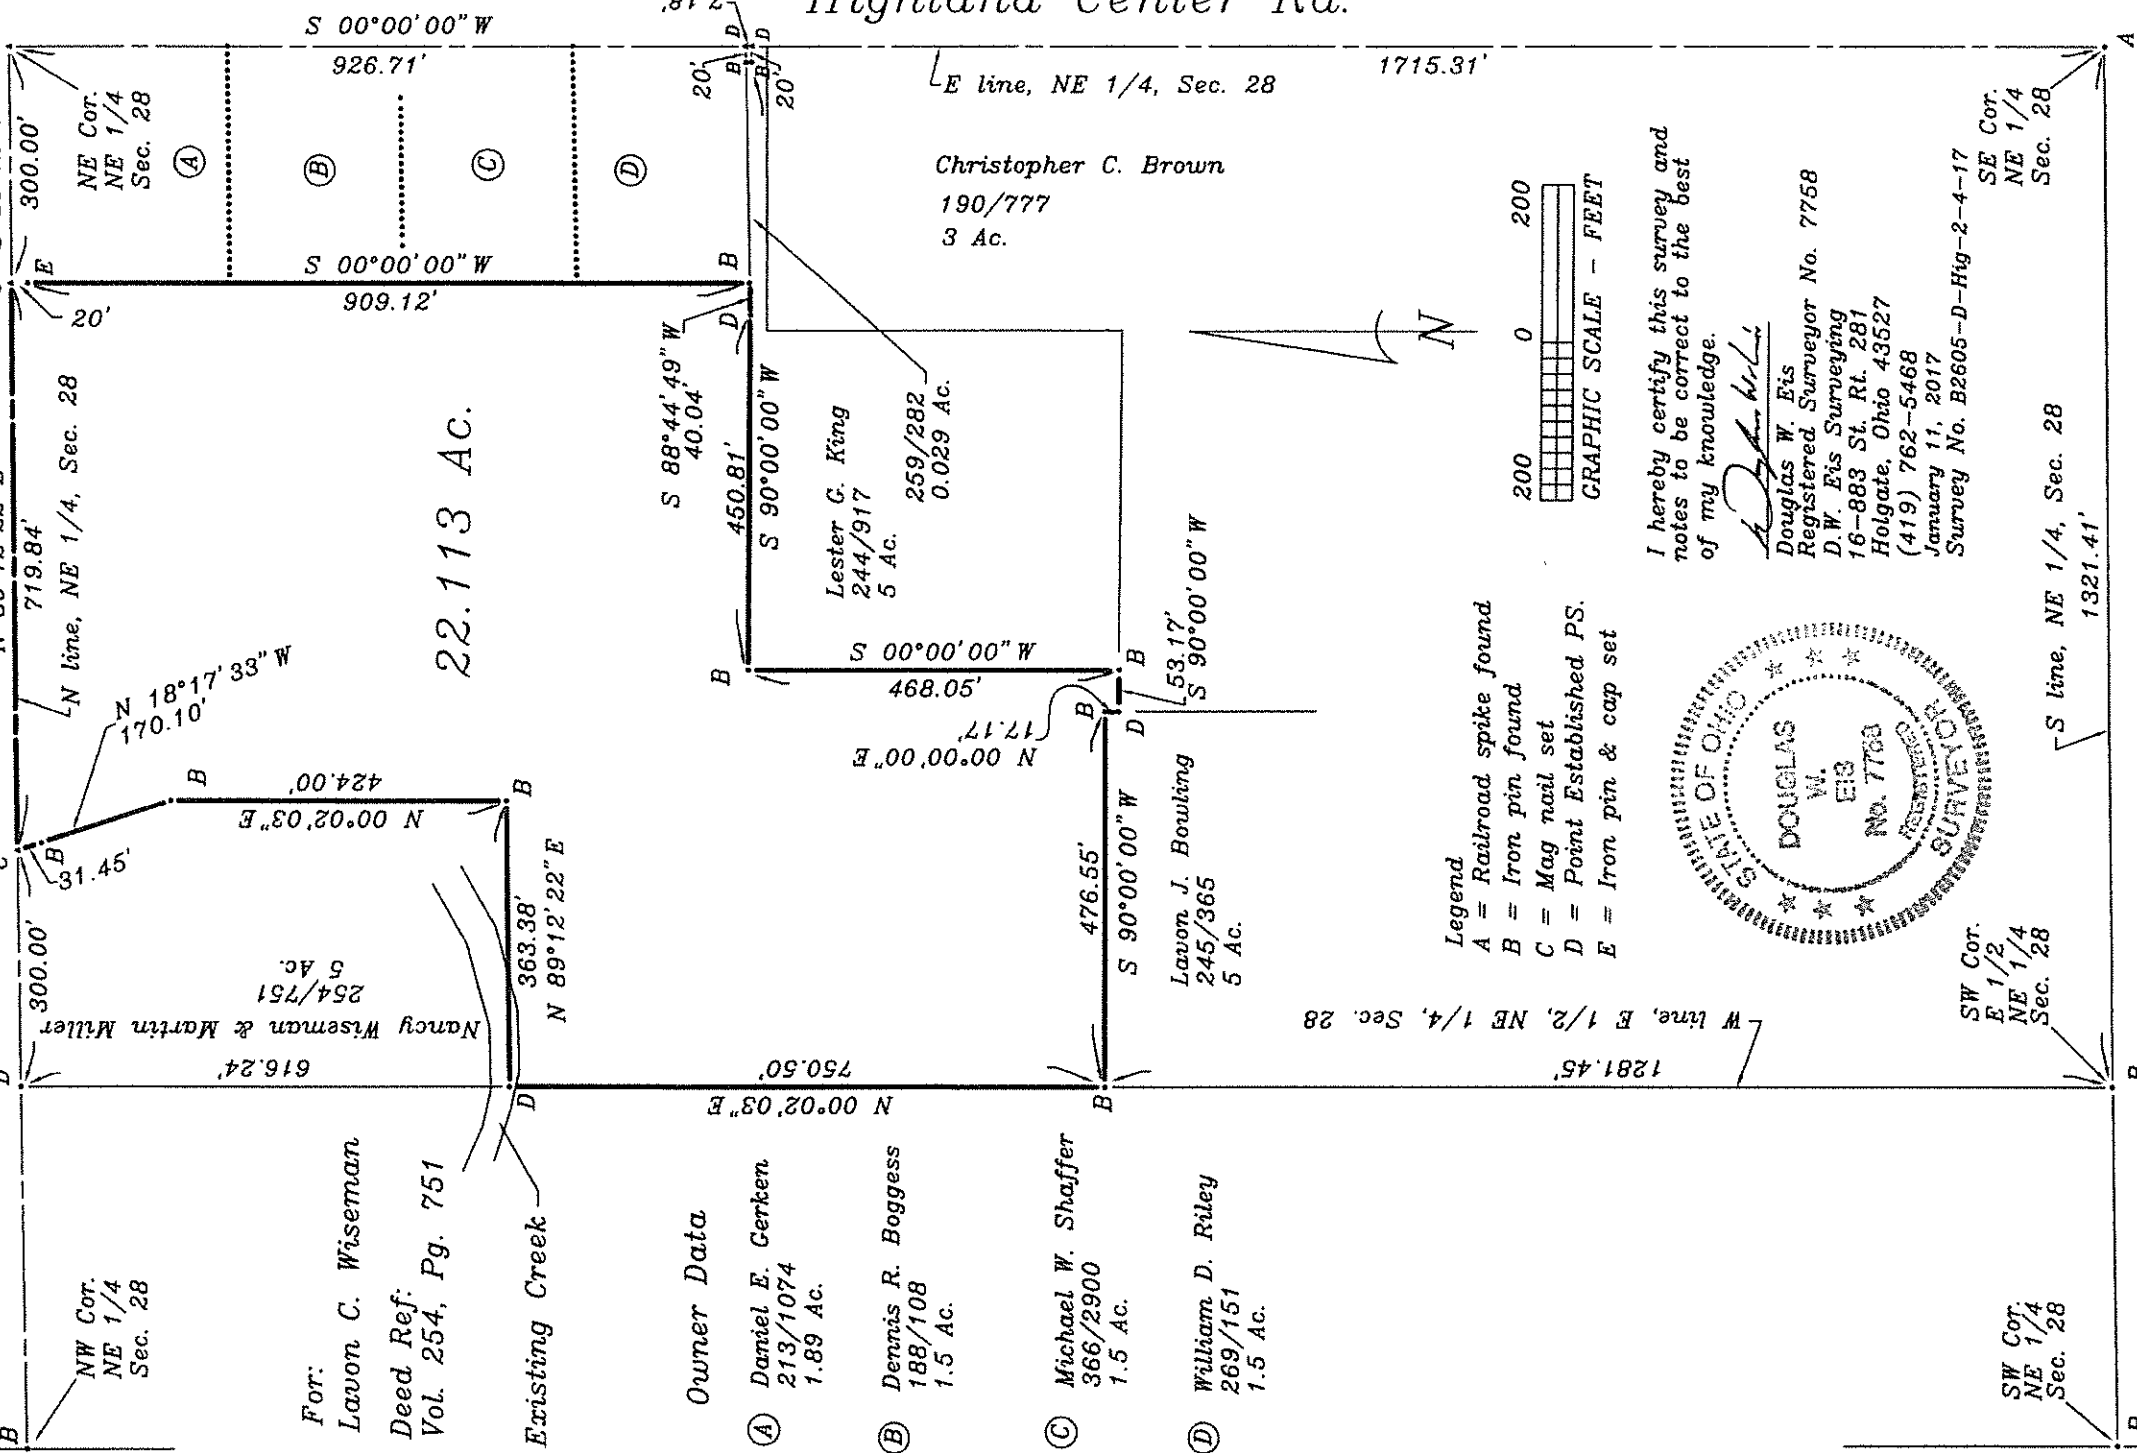 Highland Center Rd.
S 00°00'00" W
926.71'
300.00'
NE Cor.
NE 1/4
Sec. 28
A
B
C
D
20'
B D
B D
20'
E line, NE 1/4, Sec. 28
1715.31'
A
SE Cor.
NE 1/4
Sec. 28
Christopher C. Brown
190/777
3 Ac.
E
20'
S 00°00'00" W
909.12'
B
D
S 88°44'49" W
40.04'
719.84'
N line, NE 1/4, Sec. 28
22.113 Ac.
450.81'
S 90°00'00" W
Lester G. King
244/917
5 Ac.
259/282
0.029 Ac.
B
S 00°00'00" W
468.05'
B
53.17'
S 90°00'00" W
B
D
17.17'
N 00°00'00" E
N 18°17'33" W
170.10'
B
31.45'
B
424.00'
N 00°02'03" E
B
300.00'
D
Nancy Wiseman & Martin Miller
254/751
5 Ac.
616.24'
363.38'
N 89°12'22" E
D
750.50'
N 00°02'03" E
B
476.55'
S 90°00'00" W
Lavon J. Bowling
245/365
5 Ac.
W line, E 1/2, NE 1/4, Sec. 28
1281.45'
N
200 0 200
GRAPHIC SCALE - FEET
I hereby certify this survey and
notes to be correct to the best
of my knowledge.
Douglas W. Eis
Registered Surveyor No. 7758
D.W. Eis Surveying
16-883 St. Rt. 281
Holgate, Ohio 43527
(419) 762-5468
January 11, 2017
Survey No. B2605-D-Hig-2-4-17
Legend
A = Railroad spike found
B = Iron pin found
C = Mag nail set
D = Point Established PS.
E = Iron pin & cap set
STATE OF OHIO
DOUGLAS
W.
EIS
REGISTERED
SURVEYOR
S line, NE 1/4, Sec. 28
1321.41'
SW Cor.
E 1/2
NE 1/4
Sec. 28
SW Cor.
NE 1/4
Sec. 28
B
NW Cor.
NE 1/4
Sec. 28
For:
Lavon C. Wiseman
Deed Ref:
Vol. 254, Pg. 751
Existing Creek
Owner Data
A Daniel E. Gerken
213/1074
1.89 Ac.
B Dennis R. Boggess
188/108
1.5 Ac.
C Michael W. Shaffer
366/2900
1.5 Ac.
D William D. Riley
269/151
1.5 Ac.